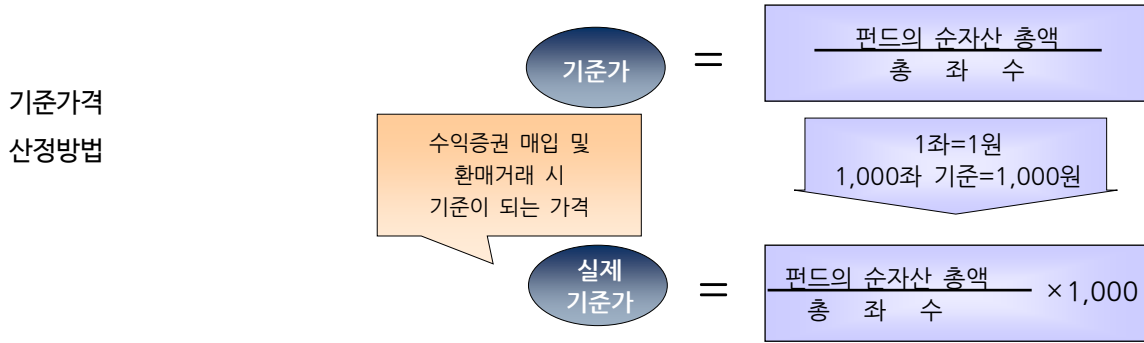 기준가격
산정방법
기준가
=
펀드의 순자산 총액
총 좌 수
수익증권 매입 및
환매거래 시
기준이 되는 가격
1좌=1원
1,000좌 기준=1,000원
실제
기준가
=
펀드의 순자산 총액
총 좌 수
×1,000